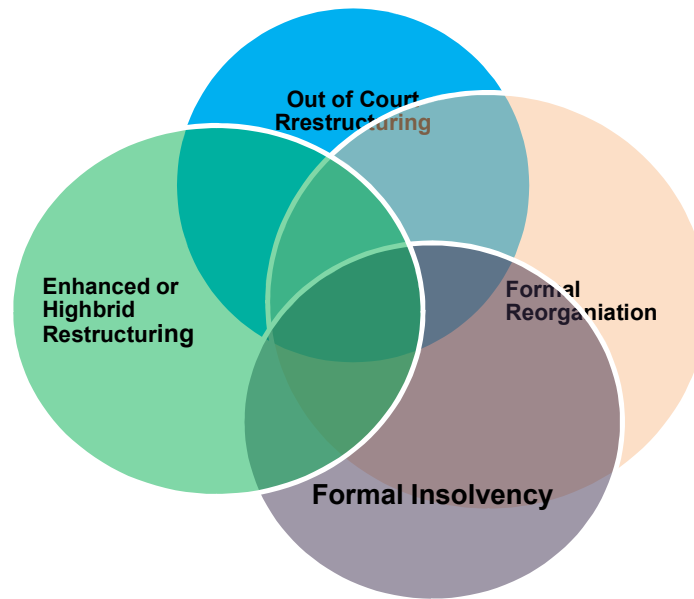 Out of Court
Rrestructuring
Enhanced or
Highbrid
Restructuring
Formal
Reorganiation
Formal Insolvency